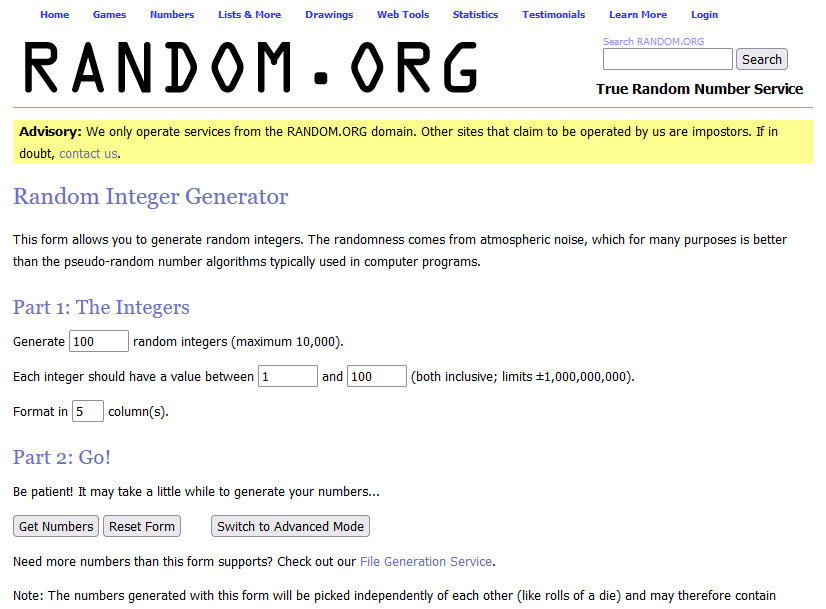 Home Games Numbers Lists & More Drawings Web Tools Statistics Testimonials Learn More Login
RANDOM.ORG
Search RANDOM.ORG
Search
True Random Number Service
Advisory: We only operate services from the RANDOM.ORG domain. Other sites that claim to be operated by us are impostors. If in
doubt, contact us.
Random Integer Generator
This form allows you to generate random integers. The randomness comes from atmospheric noise, which for many purposes is better
than the pseudo-random number algorithms typically used in computer programs.
Part 1: The Integers
Generate 100 random integers (maximum 10,000).
Each integer should have a value between 1 and 100 (both inclusive; limits ±1,000,000,000).
Format in 5 column(s).
Part 2: Go!
Be patient! It may take a little while to generate your numbers...
Get Numbers Reset Form Switch to Advanced Mode
Need more numbers than this form supports? Check out our File Generation Service.
Note: The numbers generated with this form will be picked independently of each other (like rolls of a die) and may therefore contain